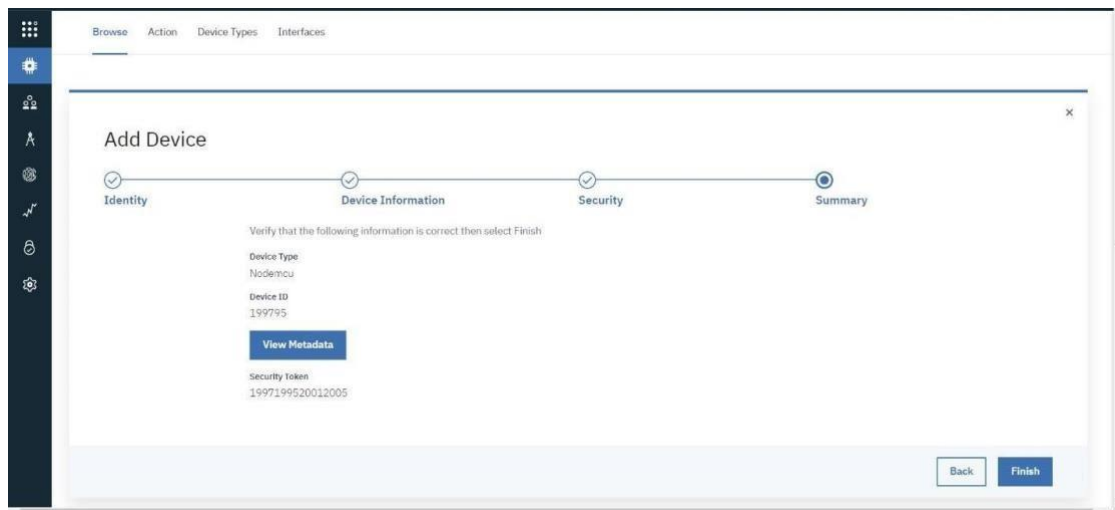 Browse Action Device Types Interfaces
Add Device
Identity Device Information Security Summary
Verify that the following information is correct then select Finish
Device Type
Nodemcu
Device ID
199795
View Metadata
Security Token
1997199520012005
Back Finish